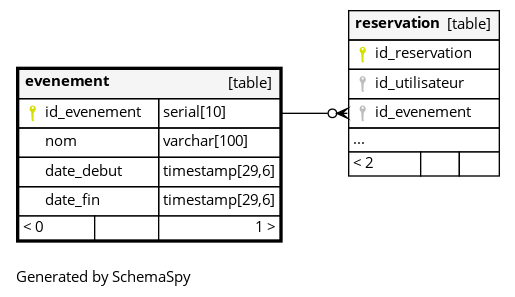 evenement [table]
id_evenement serial[10]
nom varchar[100]
date_debut timestamp[29,6]
date_fin timestamp[29,6]
< 0 1 >
reservation [table]
id_reservation
id_utilisateur
id_evenement
...
< 2
Generated by SchemaSpy